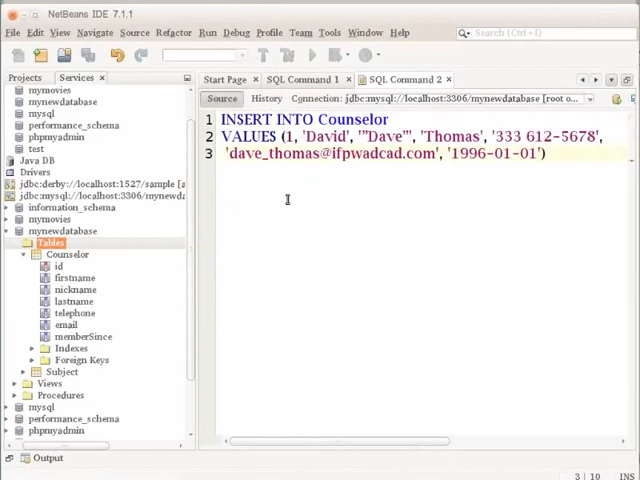 NetBeans IDE 7.1.1
File Edit View Navigate Source Refactor Run Debug Profile Team Tools Window Help
Search (Ctrl+I)
Projects Services Start Page SQL Command 1 SQL Command 2
Source History Connection: jdbc:mysql://localhost:3306/mynewdatabase [root o...
mymovies
mynewdatabase
mysql
performance_schema
phpmyadmin
test
Java DB
Drivers
jdbc:derby://localhost:1527/sample [a
jdbc:mysql://localhost:3306/mynewda
information_schema
mymovies
mynewdatabase
Tables
Counselor
id
firstname
nickname
lastname
telephone
email
memberSince
Indexes
Foreign Keys
Subject
Views
Procedures
mysql
performance_schema
phpmyadmin
1 INSERT INTO Counselor
2 VALUES (1, 'David', '"Dave"', 'Thomas', '333 612-5678',
3 'dave_thomas@ifpwadcad.com', '1996-01-01')
Output
3 | 10 INS